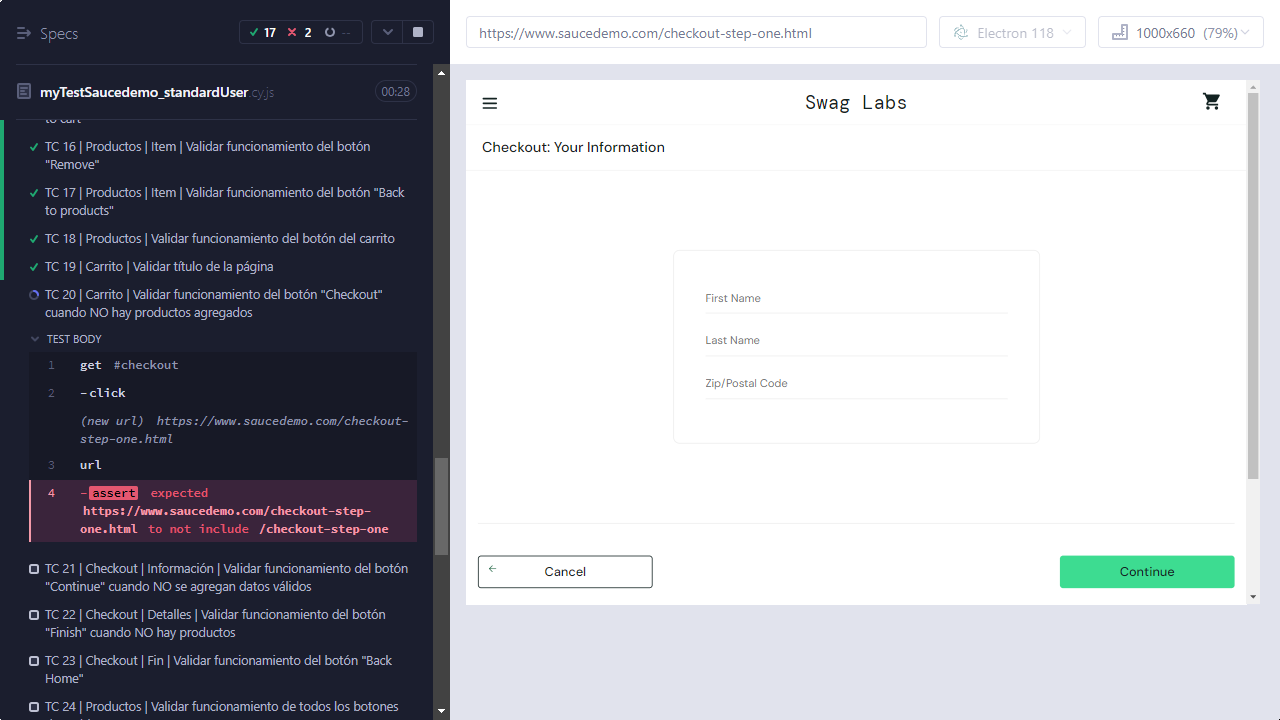 Specs
17 2 --
https://www.saucedemo.com/checkout-step-one.html
Electron 118
1000x660 (79%)
myTestSaucedemo_standardUser.cy.js
00:28
to cart
TC 16 | Productos | Item | Validar funcionamiento del botón
"Remove"
TC 17 | Productos | Item | Validar funcionamiento del botón "Back
to products"
TC 18 | Productos | Validar funcionamiento del botón del carrito
TC 19 | Carrito | Validar título de la página
TC 20 | Carrito | Validar funcionamiento del botón "Checkout"
cuando NO hay productos agregados
TEST BODY
1 get #checkout
2 -click
(new url) https://www.saucedemo.com/checkout-
step-one.html
3 url
4 -assert expected
https://www.saucedemo.com/checkout-step-
one.html to not include /checkout-step-one
TC 21 | Checkout | Información | Validar funcionamiento del botón
"Continue" cuando NO se agregan datos válidos
TC 22 | Checkout | Detalles | Validar funcionamiento del botón
"Finish" cuando NO hay productos
TC 23 | Checkout | Fin | Validar funcionamiento del botón "Back
Home"
TC 24 | Productos | Validar funcionamiento de todos los botones
Swag Labs
Checkout: Your Information
First Name
Last Name
Zip/Postal Code
Cancel
Continue